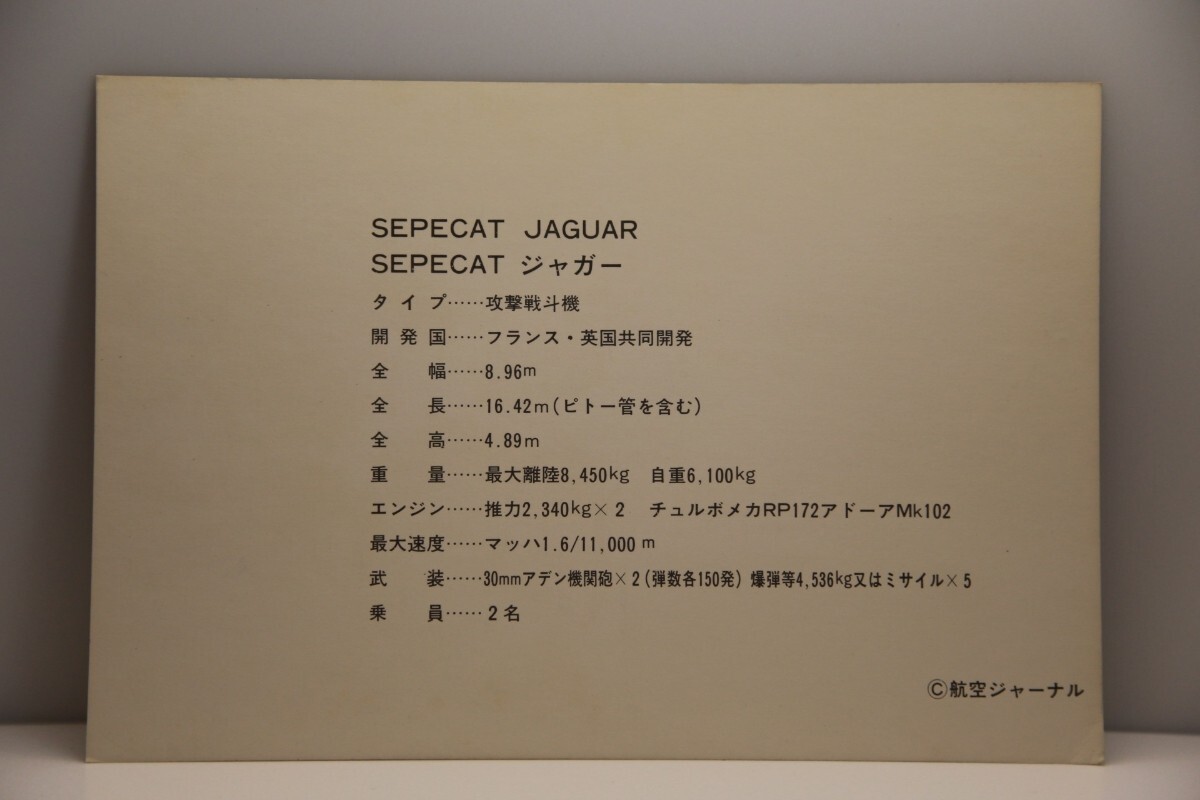 SEPECAT JAGUAR
SEPECAT ジャガー
タイプ……攻撃戦斗機
開発国……フランス・英国共同開発
全幅……8.96m
全長……16.42m(ピトー管を含む)
全高……4.89m
重量……最大離陸8,450kg 自重6,100kg
エンジン……推力2,340kg×2 チュルボメカRP172アドーアMk102
最大速度……マッハ1.6/11,000m
武装……30mmアデン機関砲×2(弾数各150発) 爆弾等4,536kg又はミサイル×5
乗員……2名
©航空ジャーナル